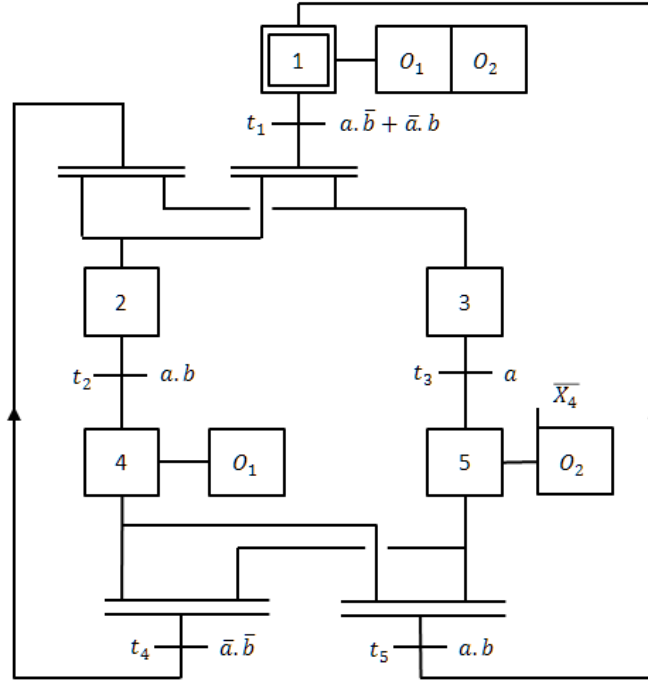 1 O₁ O₂
t₁ a.b̅ + a̅.b
2 3
t₂ a.b t₃ a
X̅₄
4 O₁ 5 O₂
t₄ a̅.b̅ t₅ a.b